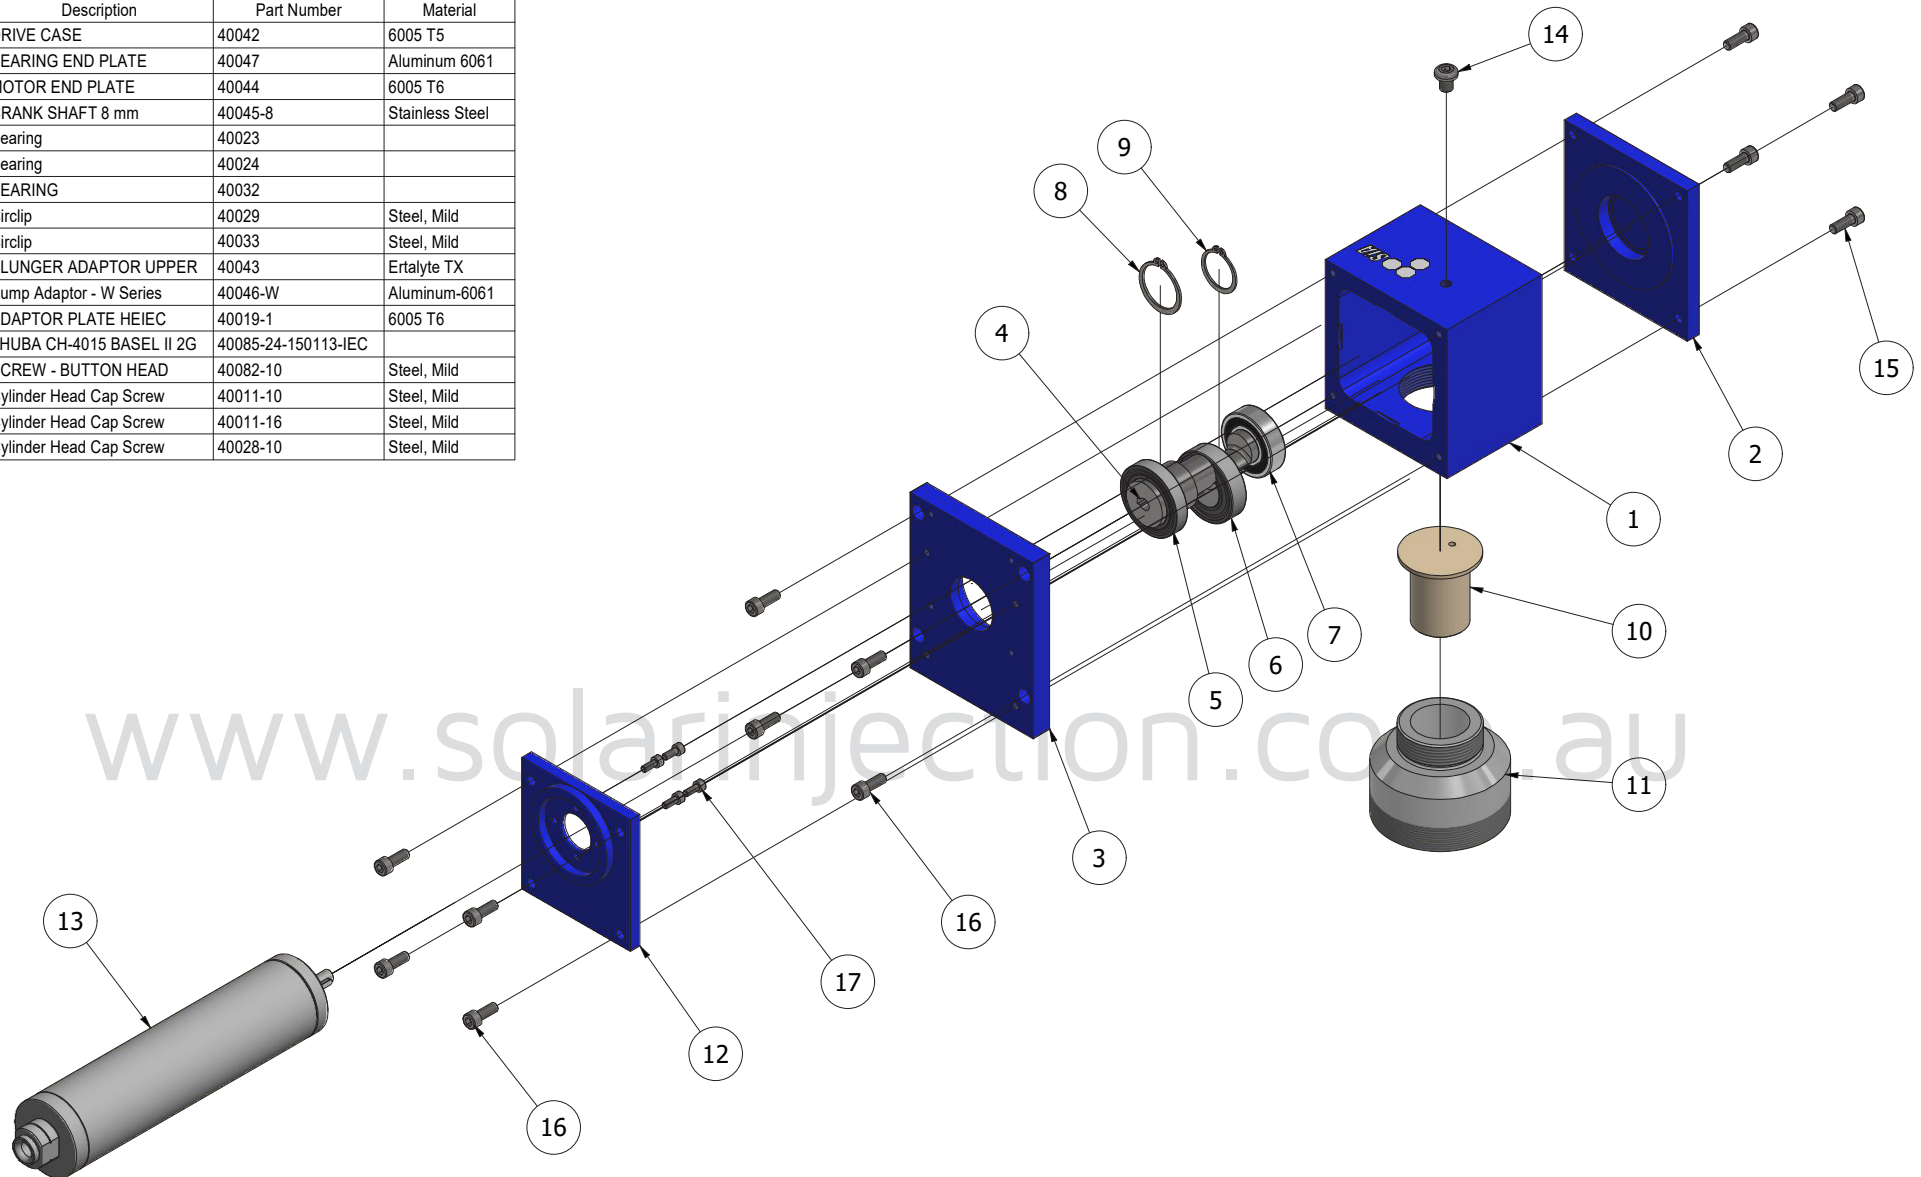 Description Part Number Material
RIVE CASE 40042 6005 T5
EARING END PLATE 40047 Aluminum 6061
OTOR END PLATE 40044 6005 T6
RANK SHAFT 8 mm 40045-8 Stainless Steel
earing 40023
earing 40024
EARING 40032
irclip 40029 Steel, Mild
irclip 40033 Steel, Mild
LUNGER ADAPTOR UPPER 40043 Ertalyte TX
ump Adaptor - W Series 40046-W Aluminum-6061
DAPTOR PLATE HEIEC 40019-1 6005 T6
HUBA CH-4015 BASEL II 2G 40085-24-150113-IEC
CREW - BUTTON HEAD 40082-10 Steel, Mild
ylinder Head Cap Screw 40011-10 Steel, Mild
ylinder Head Cap Screw 40011-16 Steel, Mild
ylinder Head Cap Screw 40028-10 Steel, Mild
14
9
8
4
15
2
1
7
10
6
5
11
3
16
13
17
12
16
www.solarinjection.com.au